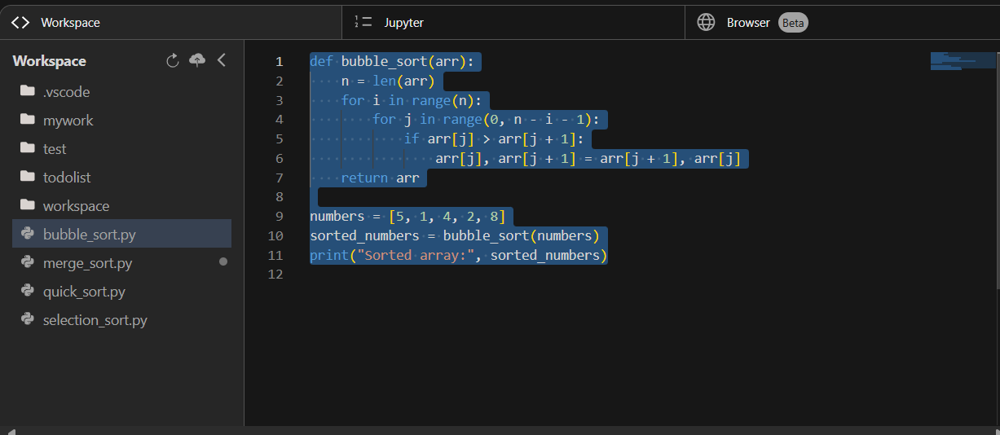 Workspace
Jupyter
Browser Beta
Workspace
.vscode
mywork
test
todolist
workspace
bubble_sort.py
merge_sort.py
quick_sort.py
selection_sort.py
1 def bubble_sort(arr):
2     n = len(arr)
3     for i in range(n):
4         for j in range(0, n - i - 1):
5             if arr[j] > arr[j + 1]:
6                 arr[j], arr[j + 1] = arr[j + 1], arr[j]
7     return arr
8
9 numbers = [5, 1, 4, 2, 8]
10 sorted_numbers = bubble_sort(numbers)
11 print("Sorted array:", sorted_numbers)
12